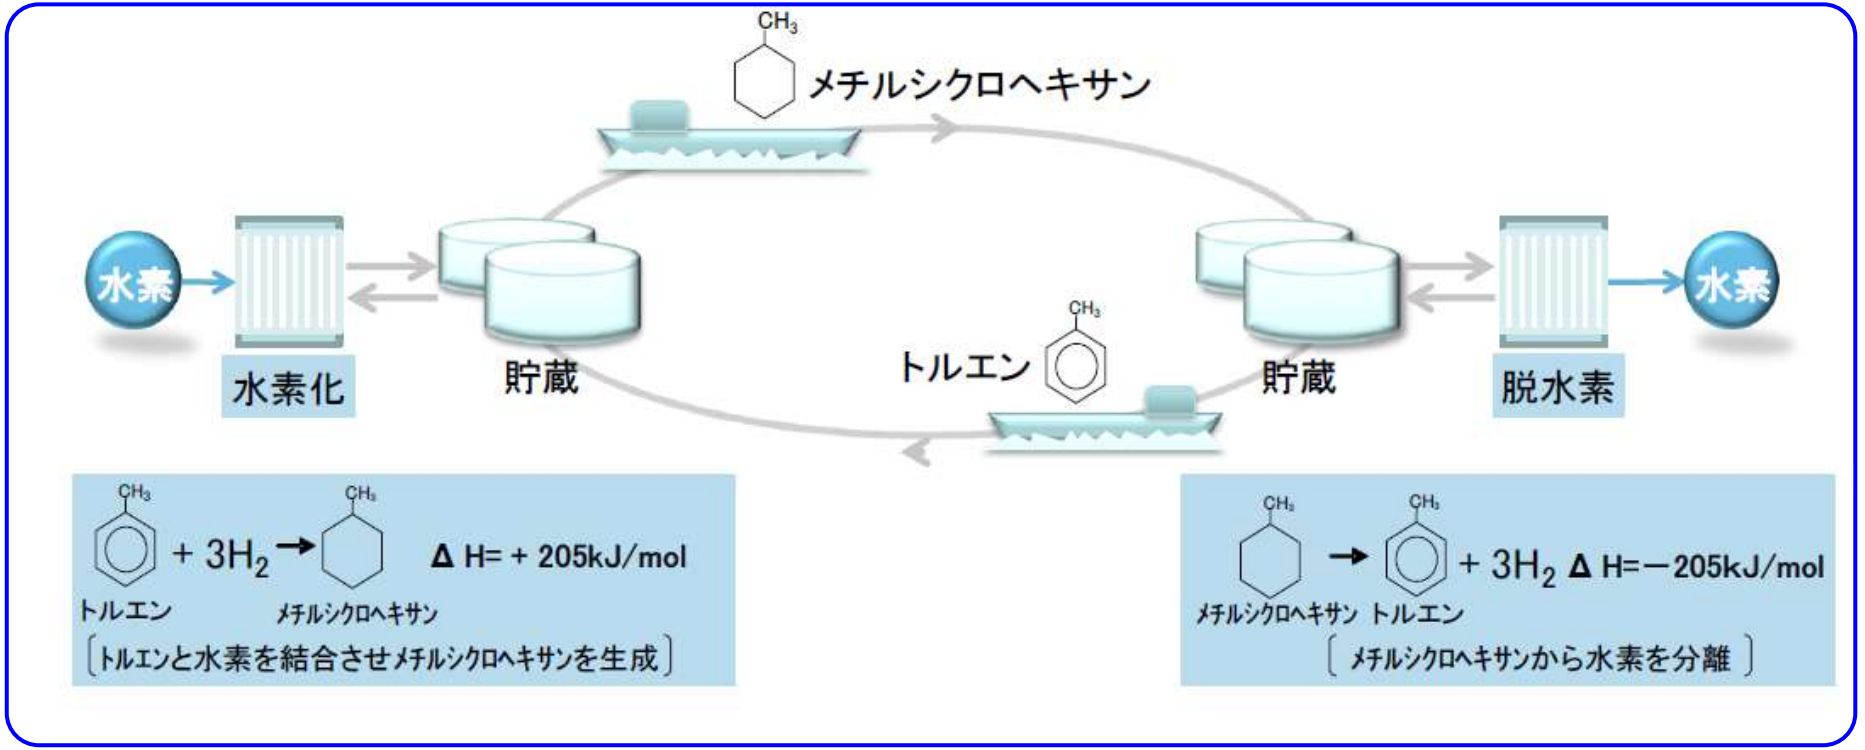 CH3
メチルシクロヘキサン
水素
水素化
貯蔵
トルエン
CH3
貯蔵
脱水素
水素
CH3
CH3
+ 3H2 → Δ H= + 205kJ/mol
トルエン
メチルシクロヘキサン
〔トルエンと水素を結合させメチルシクロヘキサンを生成〕
CH3
CH3
→ + 3H2 Δ H=－205kJ/mol
メチルシクロヘキサン トルエン
〔 メチルシクロヘキサンから水素を分離 〕